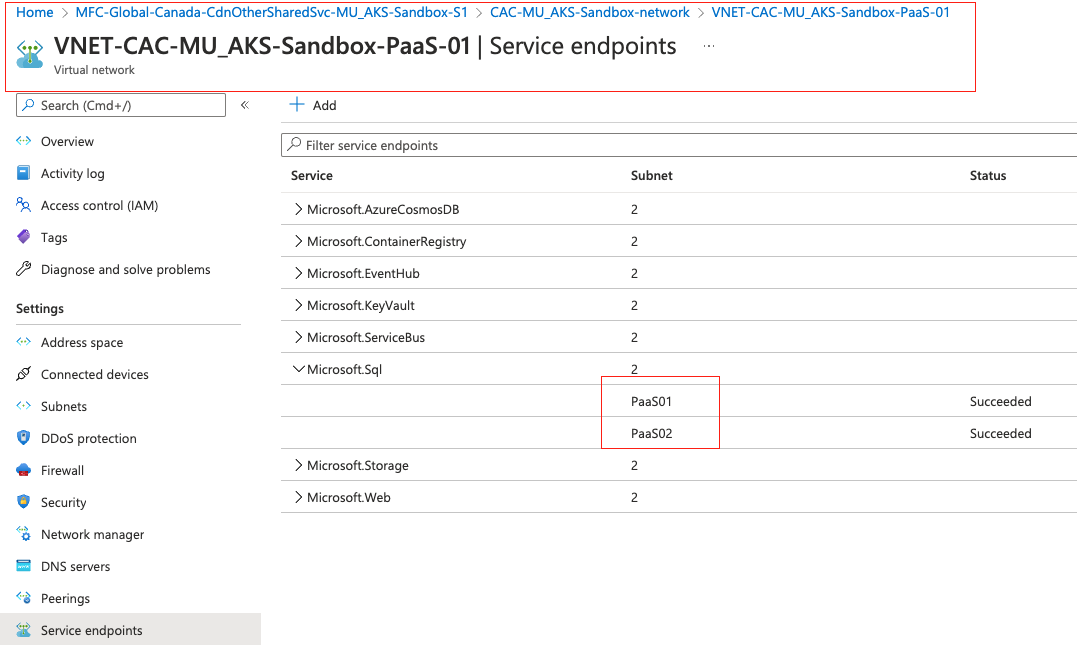 Home > MFC-Global-Canada-CdnOtherSharedSvc-MU_AKS-Sandbox-S1 > CAC-MU_AKS-Sandbox-network > VNET-CAC-MU_AKS-Sandbox-PaaS-01
VNET-CAC-MU_AKS-Sandbox-PaaS-01 | Service endpoints ...
Virtual network
Search (Cmd+/) «
Overview
Activity log
Access control (IAM)
Tags
Diagnose and solve problems
Settings
Address space
Connected devices
Subnets
DDoS protection
Firewall
Security
Network manager
DNS servers
Peerings
Service endpoints
+ Add
Filter service endpoints
Service Subnet Status
Microsoft.AzureCosmosDB 2
Microsoft.ContainerRegistry 2
Microsoft.EventHub 2
Microsoft.KeyVault 2
Microsoft.ServiceBus 2
Microsoft.Sql 2
PaaS01 Succeeded
PaaS02 Succeeded
Microsoft.Storage 2
Microsoft.Web 2